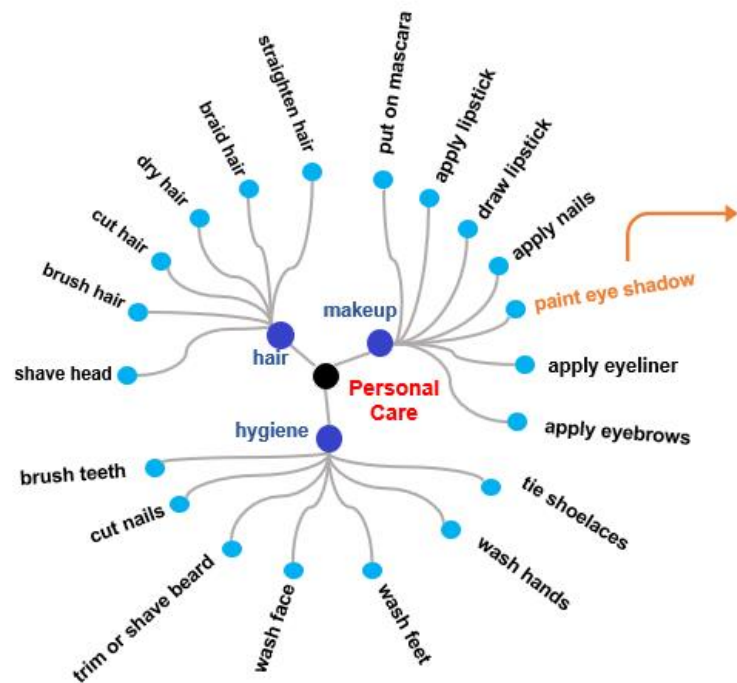 straighten hair
braid hair
dry hair
cut hair
brush hair
shave head
hair
put on mascara
apply lipstick
draw lipstick
apply nails
paint eye shadow
apply eyeliner
apply eyebrows
makeup
Personal
Care
hygiene
brush teeth
cut nails
trim or shave beard
wash face
wash feet
wash hands
tie shoelaces